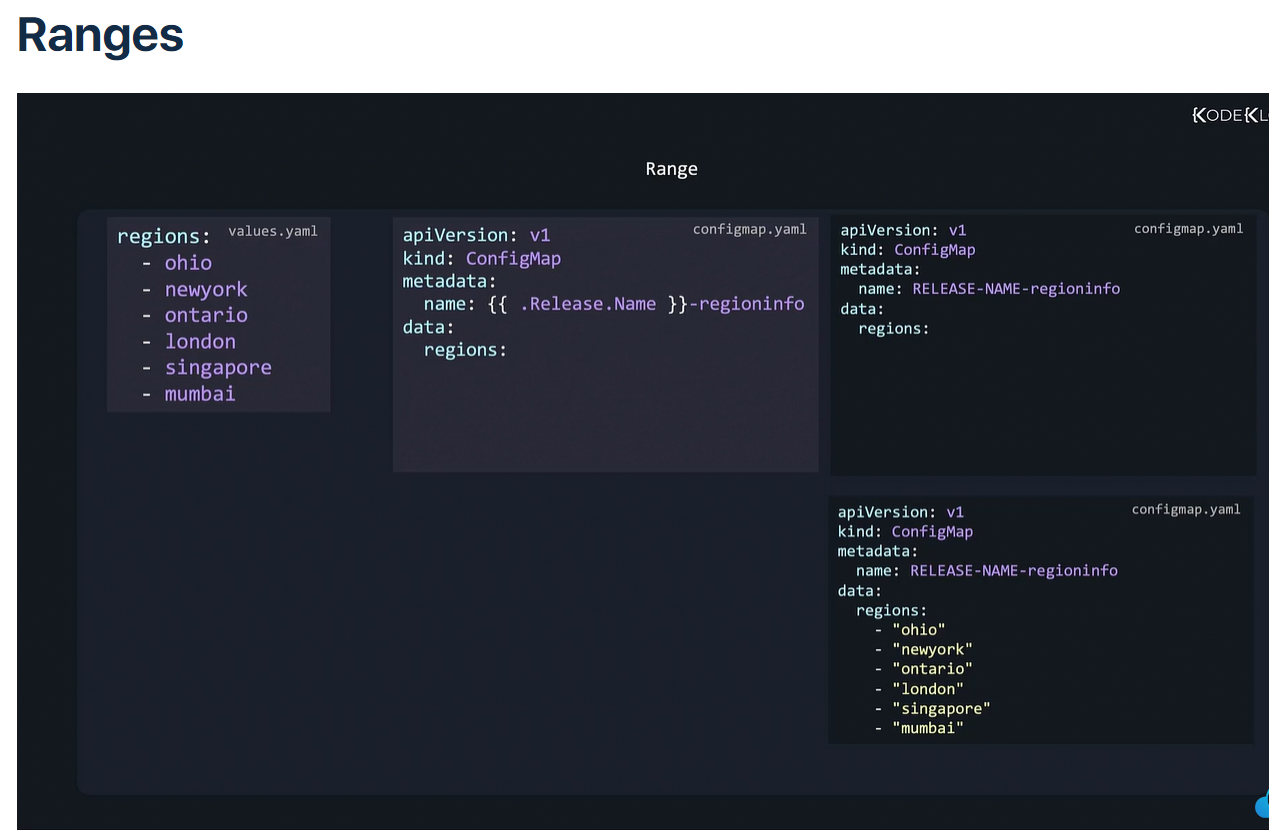 Ranges
Range
values.yaml
regions:
- ohio
- newyork
- ontario
- london
- singapore
- mumbai
configmap.yaml
apiVersion: v1
kind: ConfigMap
metadata:
name: {{ .Release.Name }}-regioninfo
data:
regions:
configmap.yaml
apiVersion: v1
kind: ConfigMap
metadata:
name: RELEASE-NAME-regioninfo
data:
regions:
configmap.yaml
apiVersion: v1
kind: ConfigMap
metadata:
name: RELEASE-NAME-regioninfo
data:
regions:
- "ohio"
- "newyork"
- "ontario"
- "london"
- "singapore"
- "mumbai"